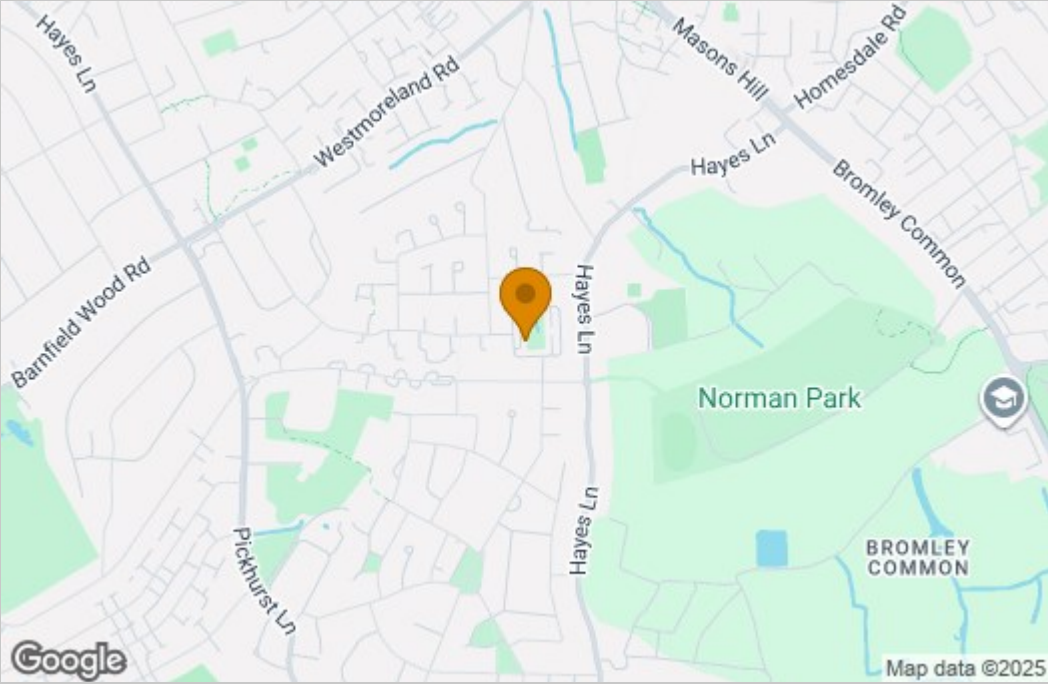 Hayes Ln
Masons Hill
Homesdale Rd
Westmoreland Rd
Hayes Ln
Bromley Common
Barnfield Wood Rd
Hayes Ln
Norman Park
Hayes Ln
Pickhurst Ln
BROMLEY
COMMON
Google
Map data ©2025